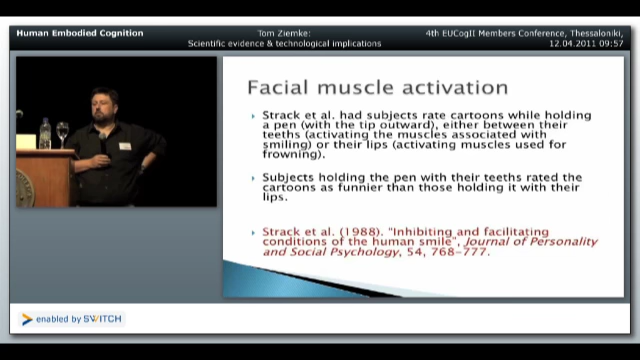 Human Embodied Cognition
Tom Ziemke:
Scientific evidence & technological implications
4th EUCogII Members Conference, Thessaloniki,
12.04.2011 09:57
Facial muscle activation
Strack et al. had subjects rate cartoons while holding
a pen (with the tip outward), either between their
teeths (activating the muscles associated with
smiling) or their lips (activating muscles used for
frowning).
Subjects holding the pen with their teeths rated the
cartoons as funnier than those holding it with their
lips.
Strack et al. (1988). "Inhibiting and facilitating
conditions of the human smile", Journal of Personality
and Social Psychology, 54, 768-777.
enabled by SWITCH